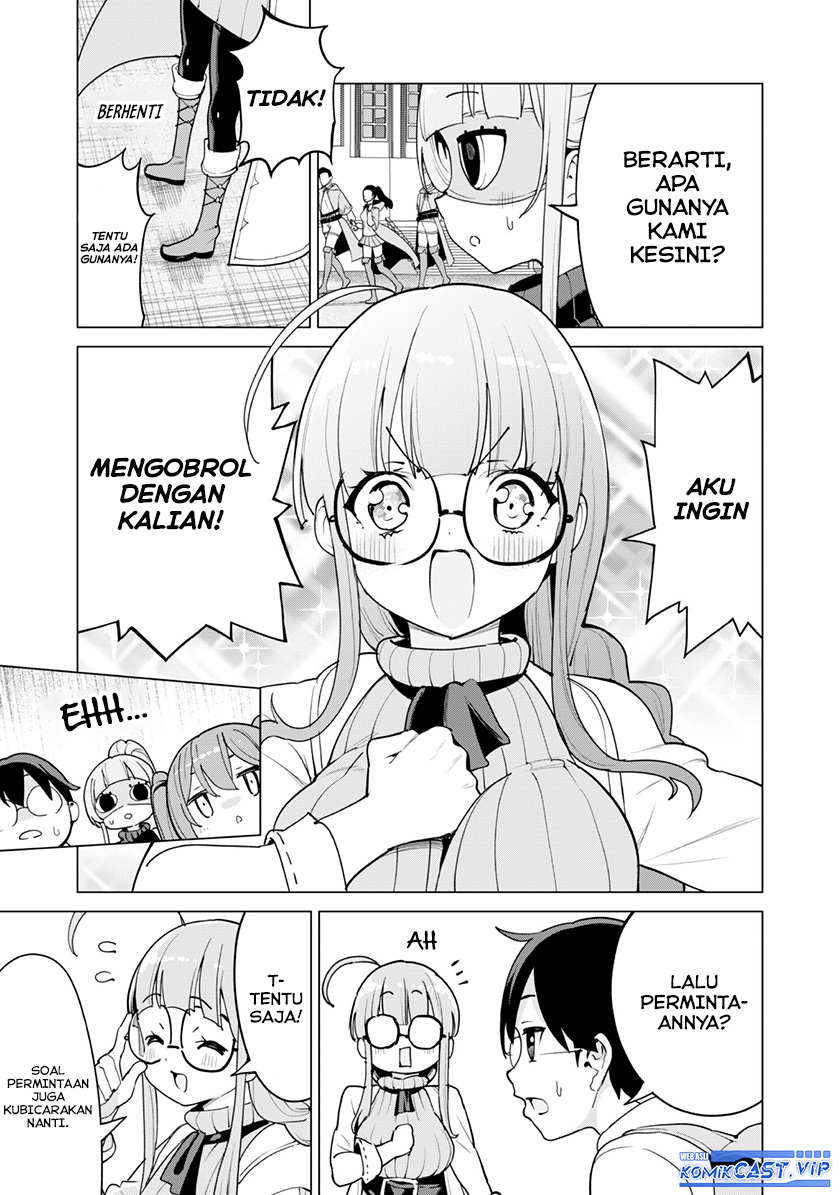 BERARTI,
APA
GUNANYA
KAMI
KESINI?
TIDAK!
BERHENTI
TENTU
SAJA ADA
GUNANYA!
AKU
INGIN
MENGOBROL
DENGAN
KALIAN!
EHH...
LALU
PERMINTA-
ANNYA?
AH
T-
TENTU
SAJA!
SOAL
PERMINTAAN
JUGA
KUBICARAKAN
NANTI.
WEB ASLI
KOMIKCAST.VIP